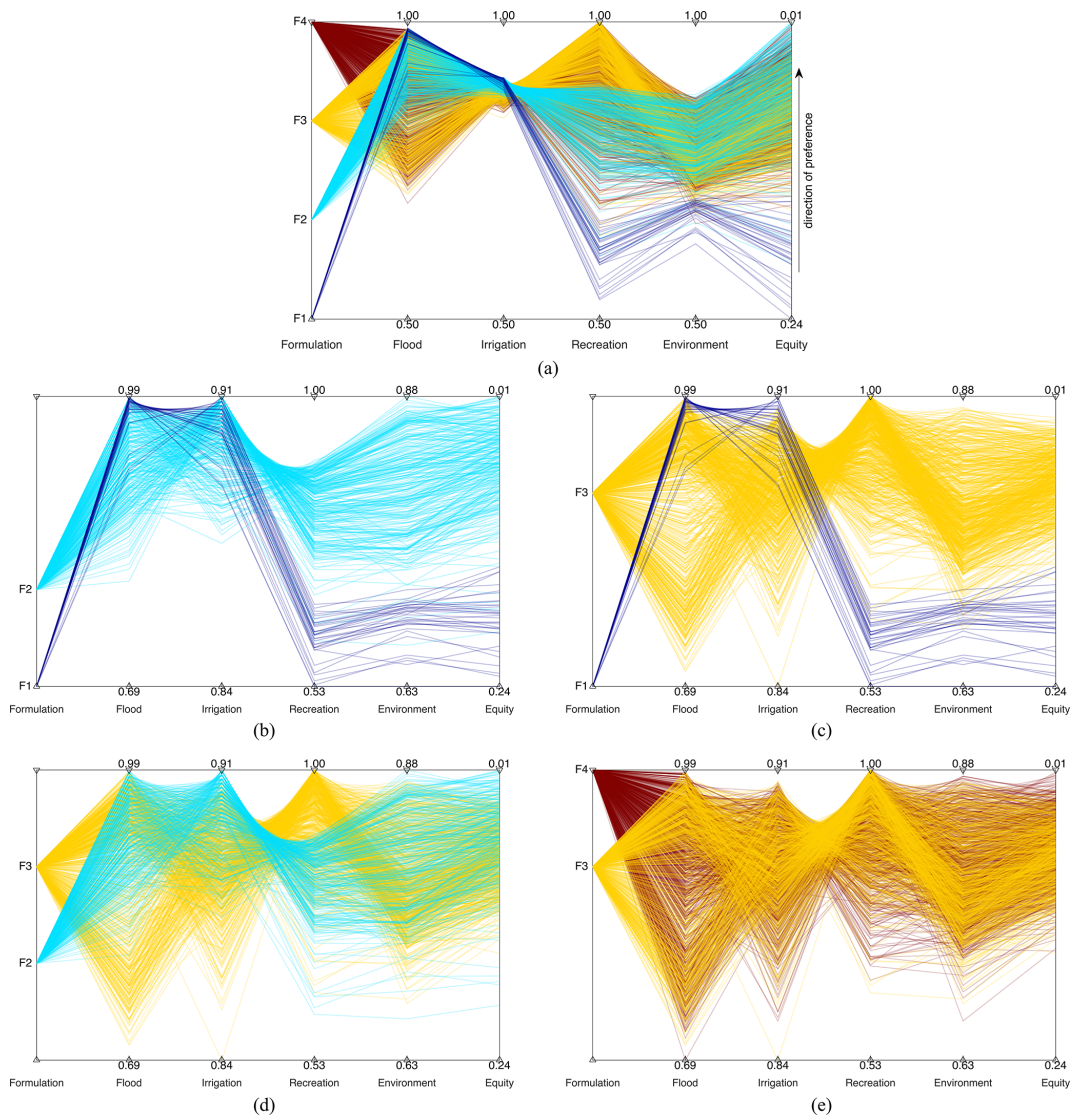 F4 1.00 1.00 1.00 1.00 0.01
F3
direction of preference
F2
F1
0.50 0.50 0.50 0.50 0.24
Formulation Flood Irrigation Recreation Environment Equity
(a)
0.99 0.91 1.00 0.88 0.01
F2
F1
0.69 0.84 0.53 0.63 0.24
Formulation Flood Irrigation Recreation Environment Equity
(b)
0.99 0.91 1.00 0.88 0.01
F3
F1
0.69 0.84 0.53 0.63 0.24
Formulation Flood Irrigation Recreation Environment Equity
(c)
0.99 0.91 1.00 0.88 0.01
F3
F2
0.69 0.84 0.53 0.63 0.24
Formulation Flood Irrigation Recreation Environment Equity
(d)
F4 0.99 0.91 1.00 0.88 0.01
F3
0.69 0.84 0.53 0.63 0.24
Formulation Flood Irrigation Recreation Environment Equity
(e)